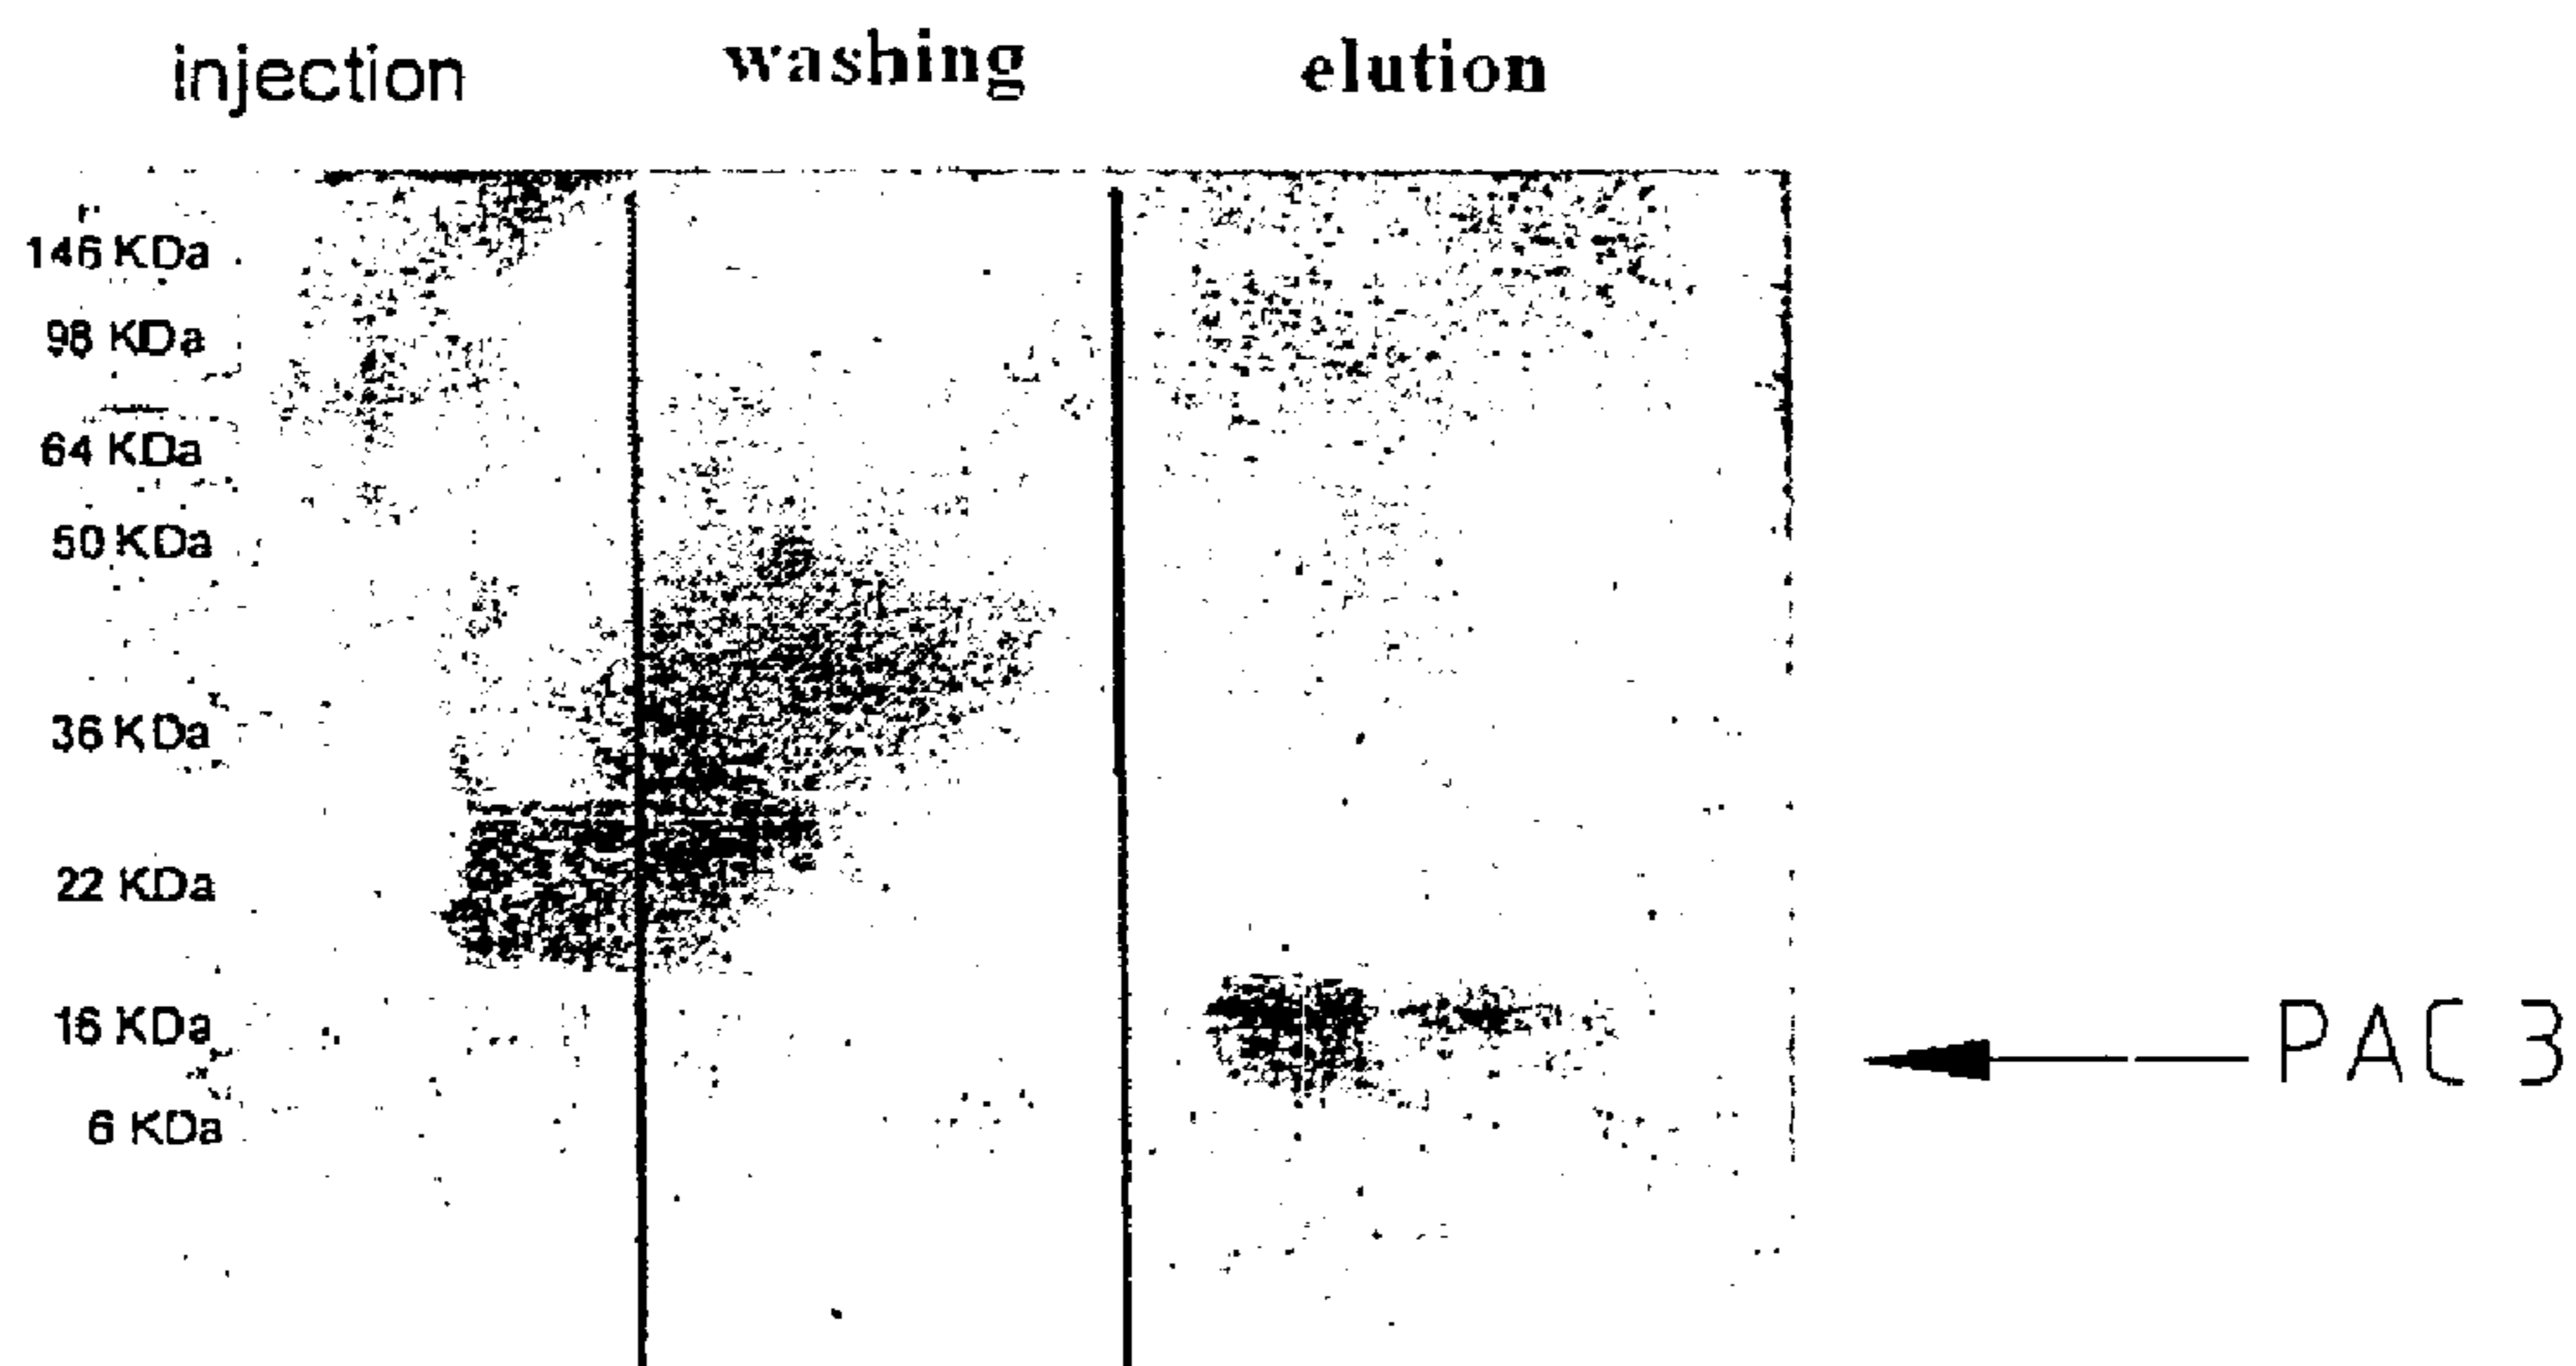 injection washing elution
146 KDa
98 KDa
64 KDa
50 KDa
36 KDa
22 KDa
16 KDa
PAC 3
6 KDa